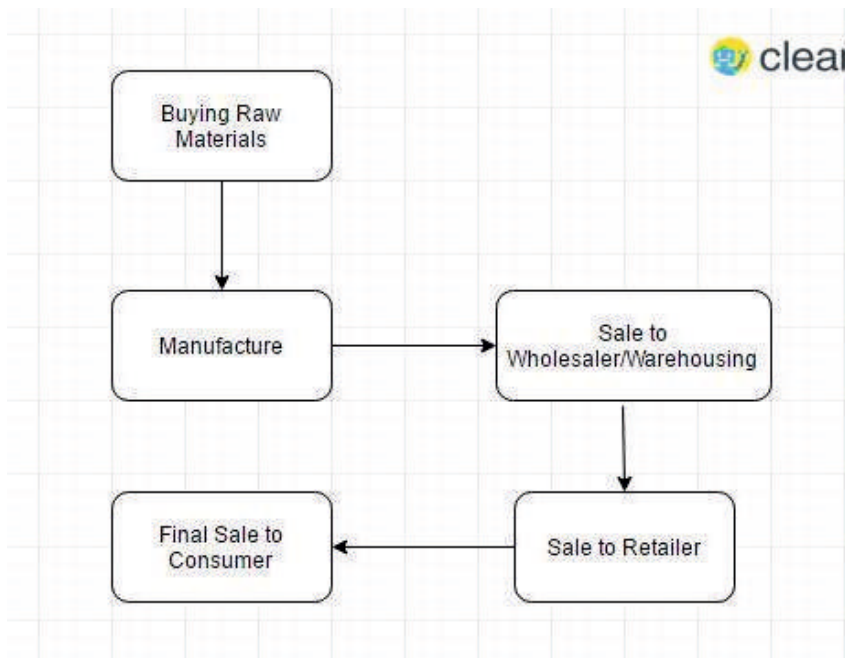 clear
Buying Raw
Materials
Manufacture
Sale to
Wholesaler/Warehousing
Sale to Retailer
Final Sale to
Consumer